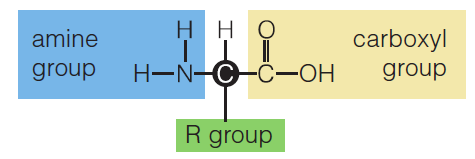 amine
group
H H O
H—N—C—C—OH
carboxyl
group
R group